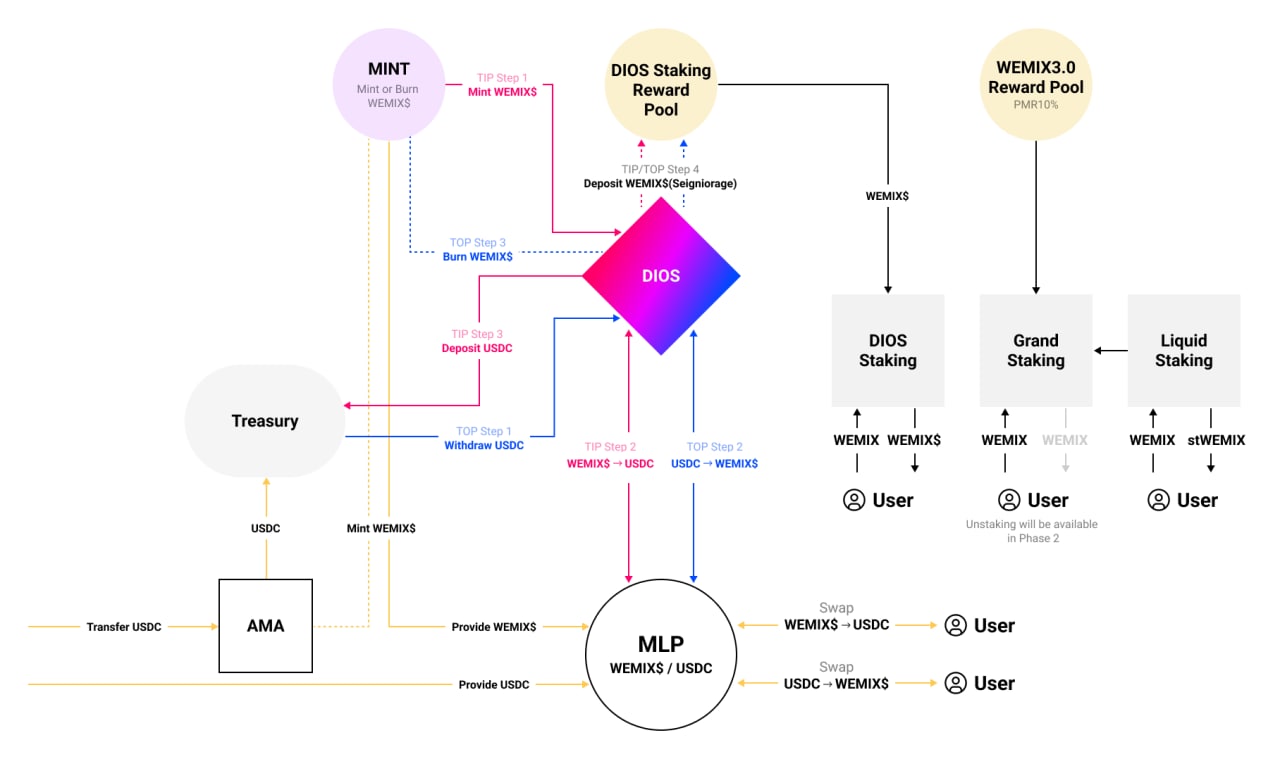 MINT
Mint or Burn
WEMIX$
TIP Step 1
Mint WEMIX$
DIOS Staking
Reward
Pool
WEMIX3.0
Reward Pool
PMR10%
TIP/TOP Step 4
Deposit WEMIX$(Seigniorage)
WEMIX$
TOP Step 3
Burn WEMIX$
DIOS
TIP Step 3
Deposit USDC
DIOS
Staking
Grand
Staking
Liquid
Staking
Treasury
TOP Step 1
Withdraw USDC
TIP Step 2
WEMIX$→USDC
TOP Step 2
USDC→WEMIX$
WEMIX
WEMIX$
WEMIX
WEMIX
WEMIX
stWEMIX
User
User
User
Unstaking will be available
in Phase 2
USDC
Mint WEMIX$
Transfer USDC
AMA
Provide WEMIX$
Provide USDC
MLP
WEMIX$ / USDC
Swap
WEMIX$→USDC
User
Swap
USDC→WEMIX$
User